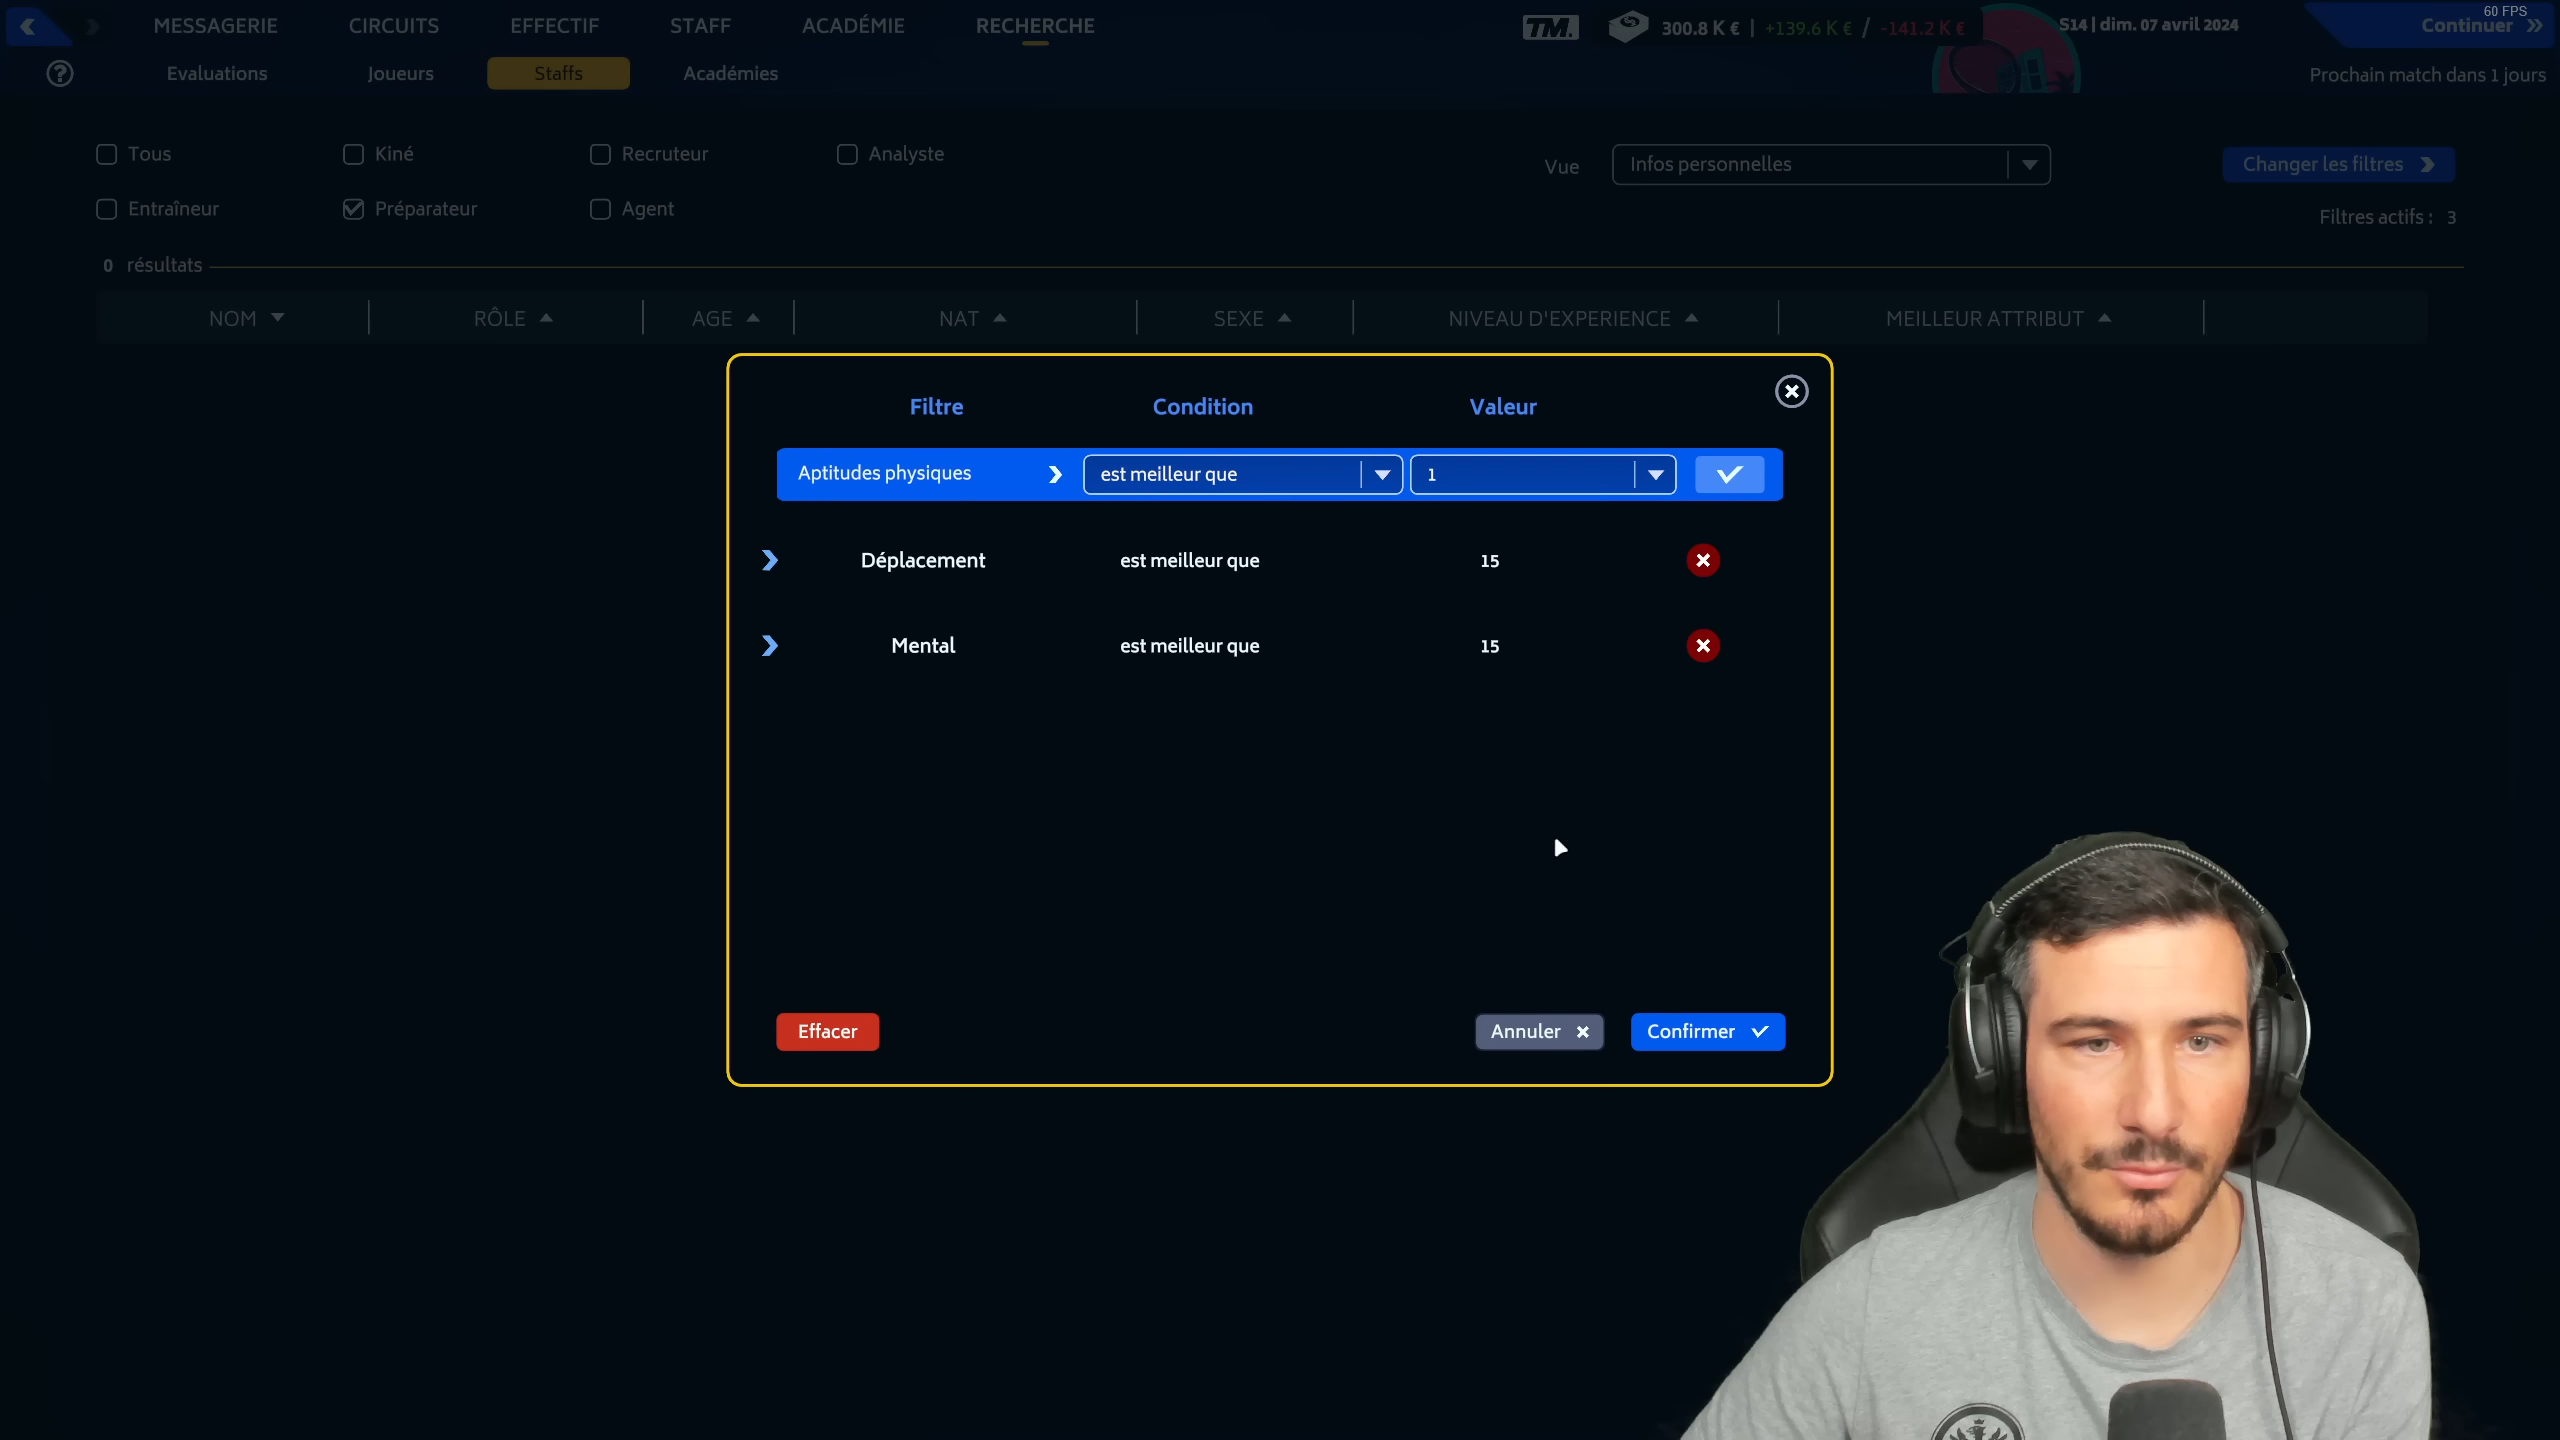 MESSAGERIE CIRCUITS EFFECTIF STAFF ACADÉMIE RECHERCHE TM. 300.8 K € | +139.6 K € / -141.2 K € S14 | dim. 07 avril 2024 60 FPS Continuer
Evaluations Joueurs Staffs Académies Prochain match dans 1 jours
Tous Kiné Recruteur Analyste Vue Infos personnelles Changer les filtres
Entraîneur Préparateur Agent Filtres actifs : 3
0 résultats
NOM RÔLE AGE NAT SEXE NIVEAU D'EXPERIENCE MEILLEUR ATTRIBUT
Filtre Condition Valeur
Aptitudes physiques est meilleur que 1
Déplacement est meilleur que 15
Mental est meilleur que 15
Effacer Annuler Confirmer